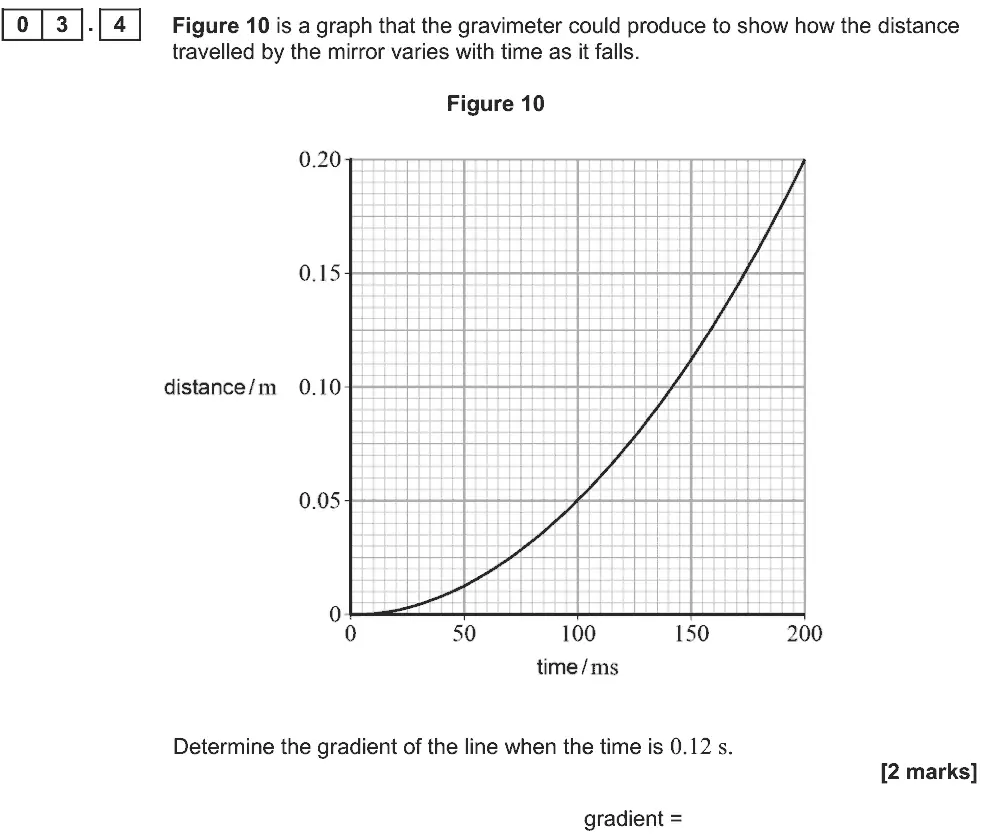 0 3 . 4 Figure 10 is a graph that the gravimeter could produce to show how the distance
travelled by the mirror varies with time as it falls.
Figure 10
0.20
0.15
distance / m 0.10
0.05
0
0 50 100 150 200
time / ms
Determine the gradient of the line when the time is 0.12 s.
[2 marks]
gradient =